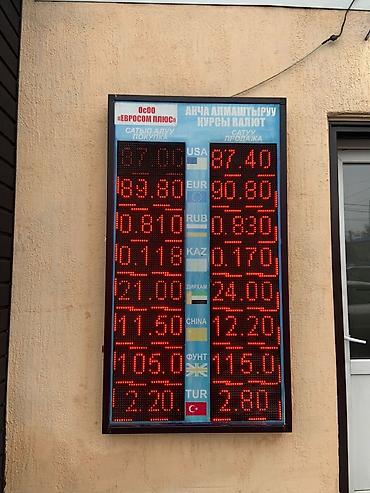 ОсОО АКЧА АЛМАШТЫРУУ
«ЕВРОСОМ ПЛЮС» КУРСЫ ВАЛЮТ
САТЫП АЛУУ САТУУ
ПОКУПКА ПРОДАЖА
87.00 USA 87.40
89.80 EUR 90.80
0.810 RUB 0.830
0.118 KAZ 0.170
21.00 ДИРХАМ 24.00
11.60 CHINA 12.20
105.0 ФУНТ 115.0
2.20 TUR 2.80